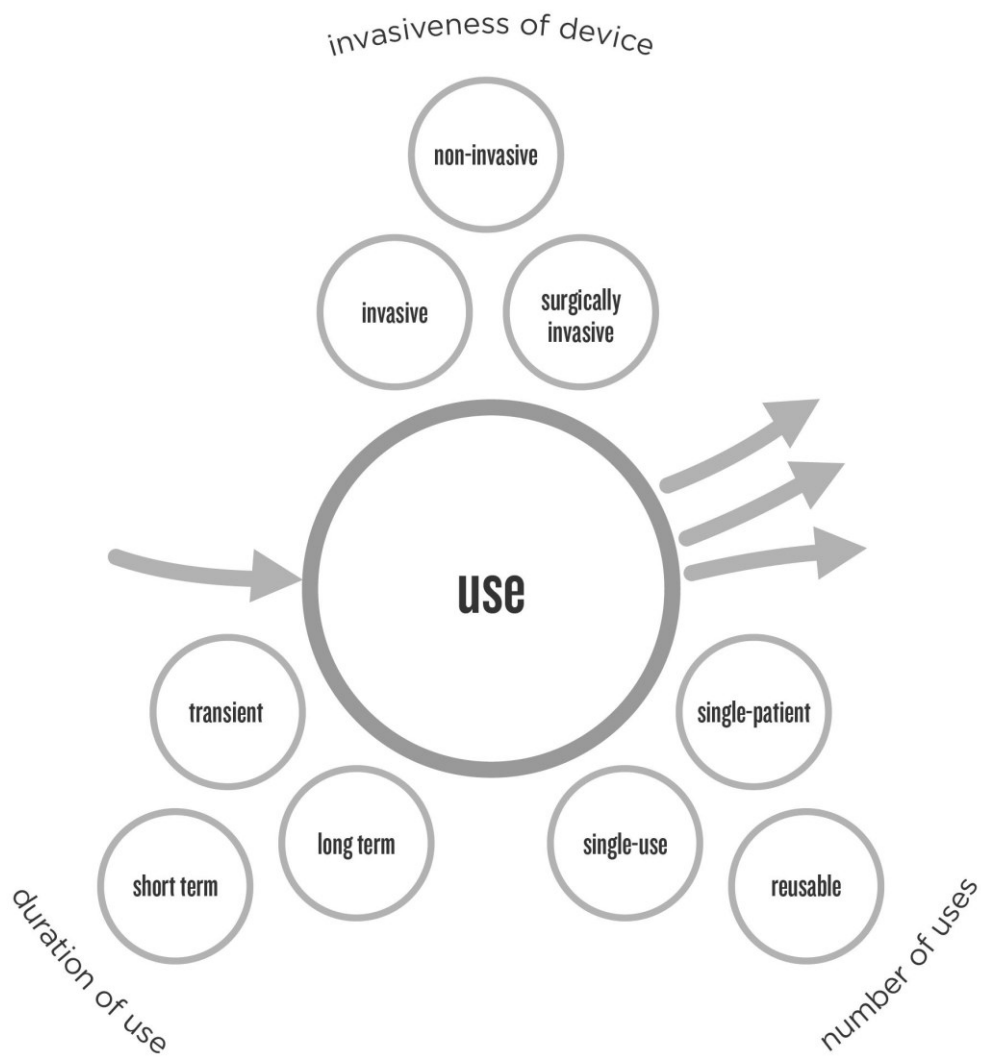 invasiveness of device
non-invasive
invasive
surgically
invasive
use
transient
single-patient
long term
single-use
short term
reusable
duration of use
number of uses